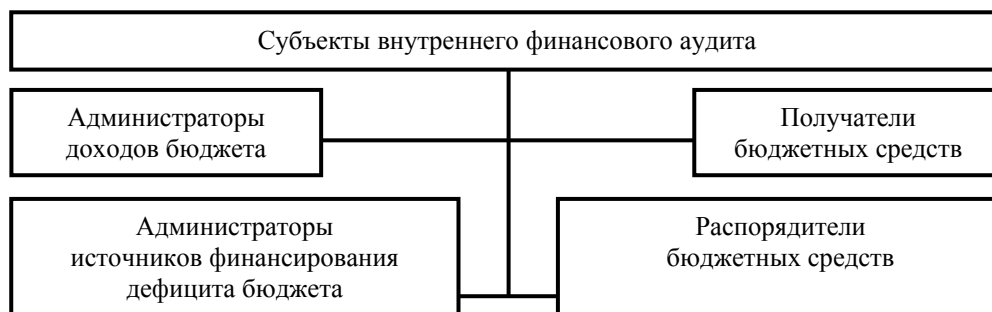 Субъекты внутреннего финансового аудита
Администраторы
доходов бюджета
Получатели
бюджетных средств
Администраторы
источников финансирования
дефицита бюджета
Распорядители
бюджетных средств